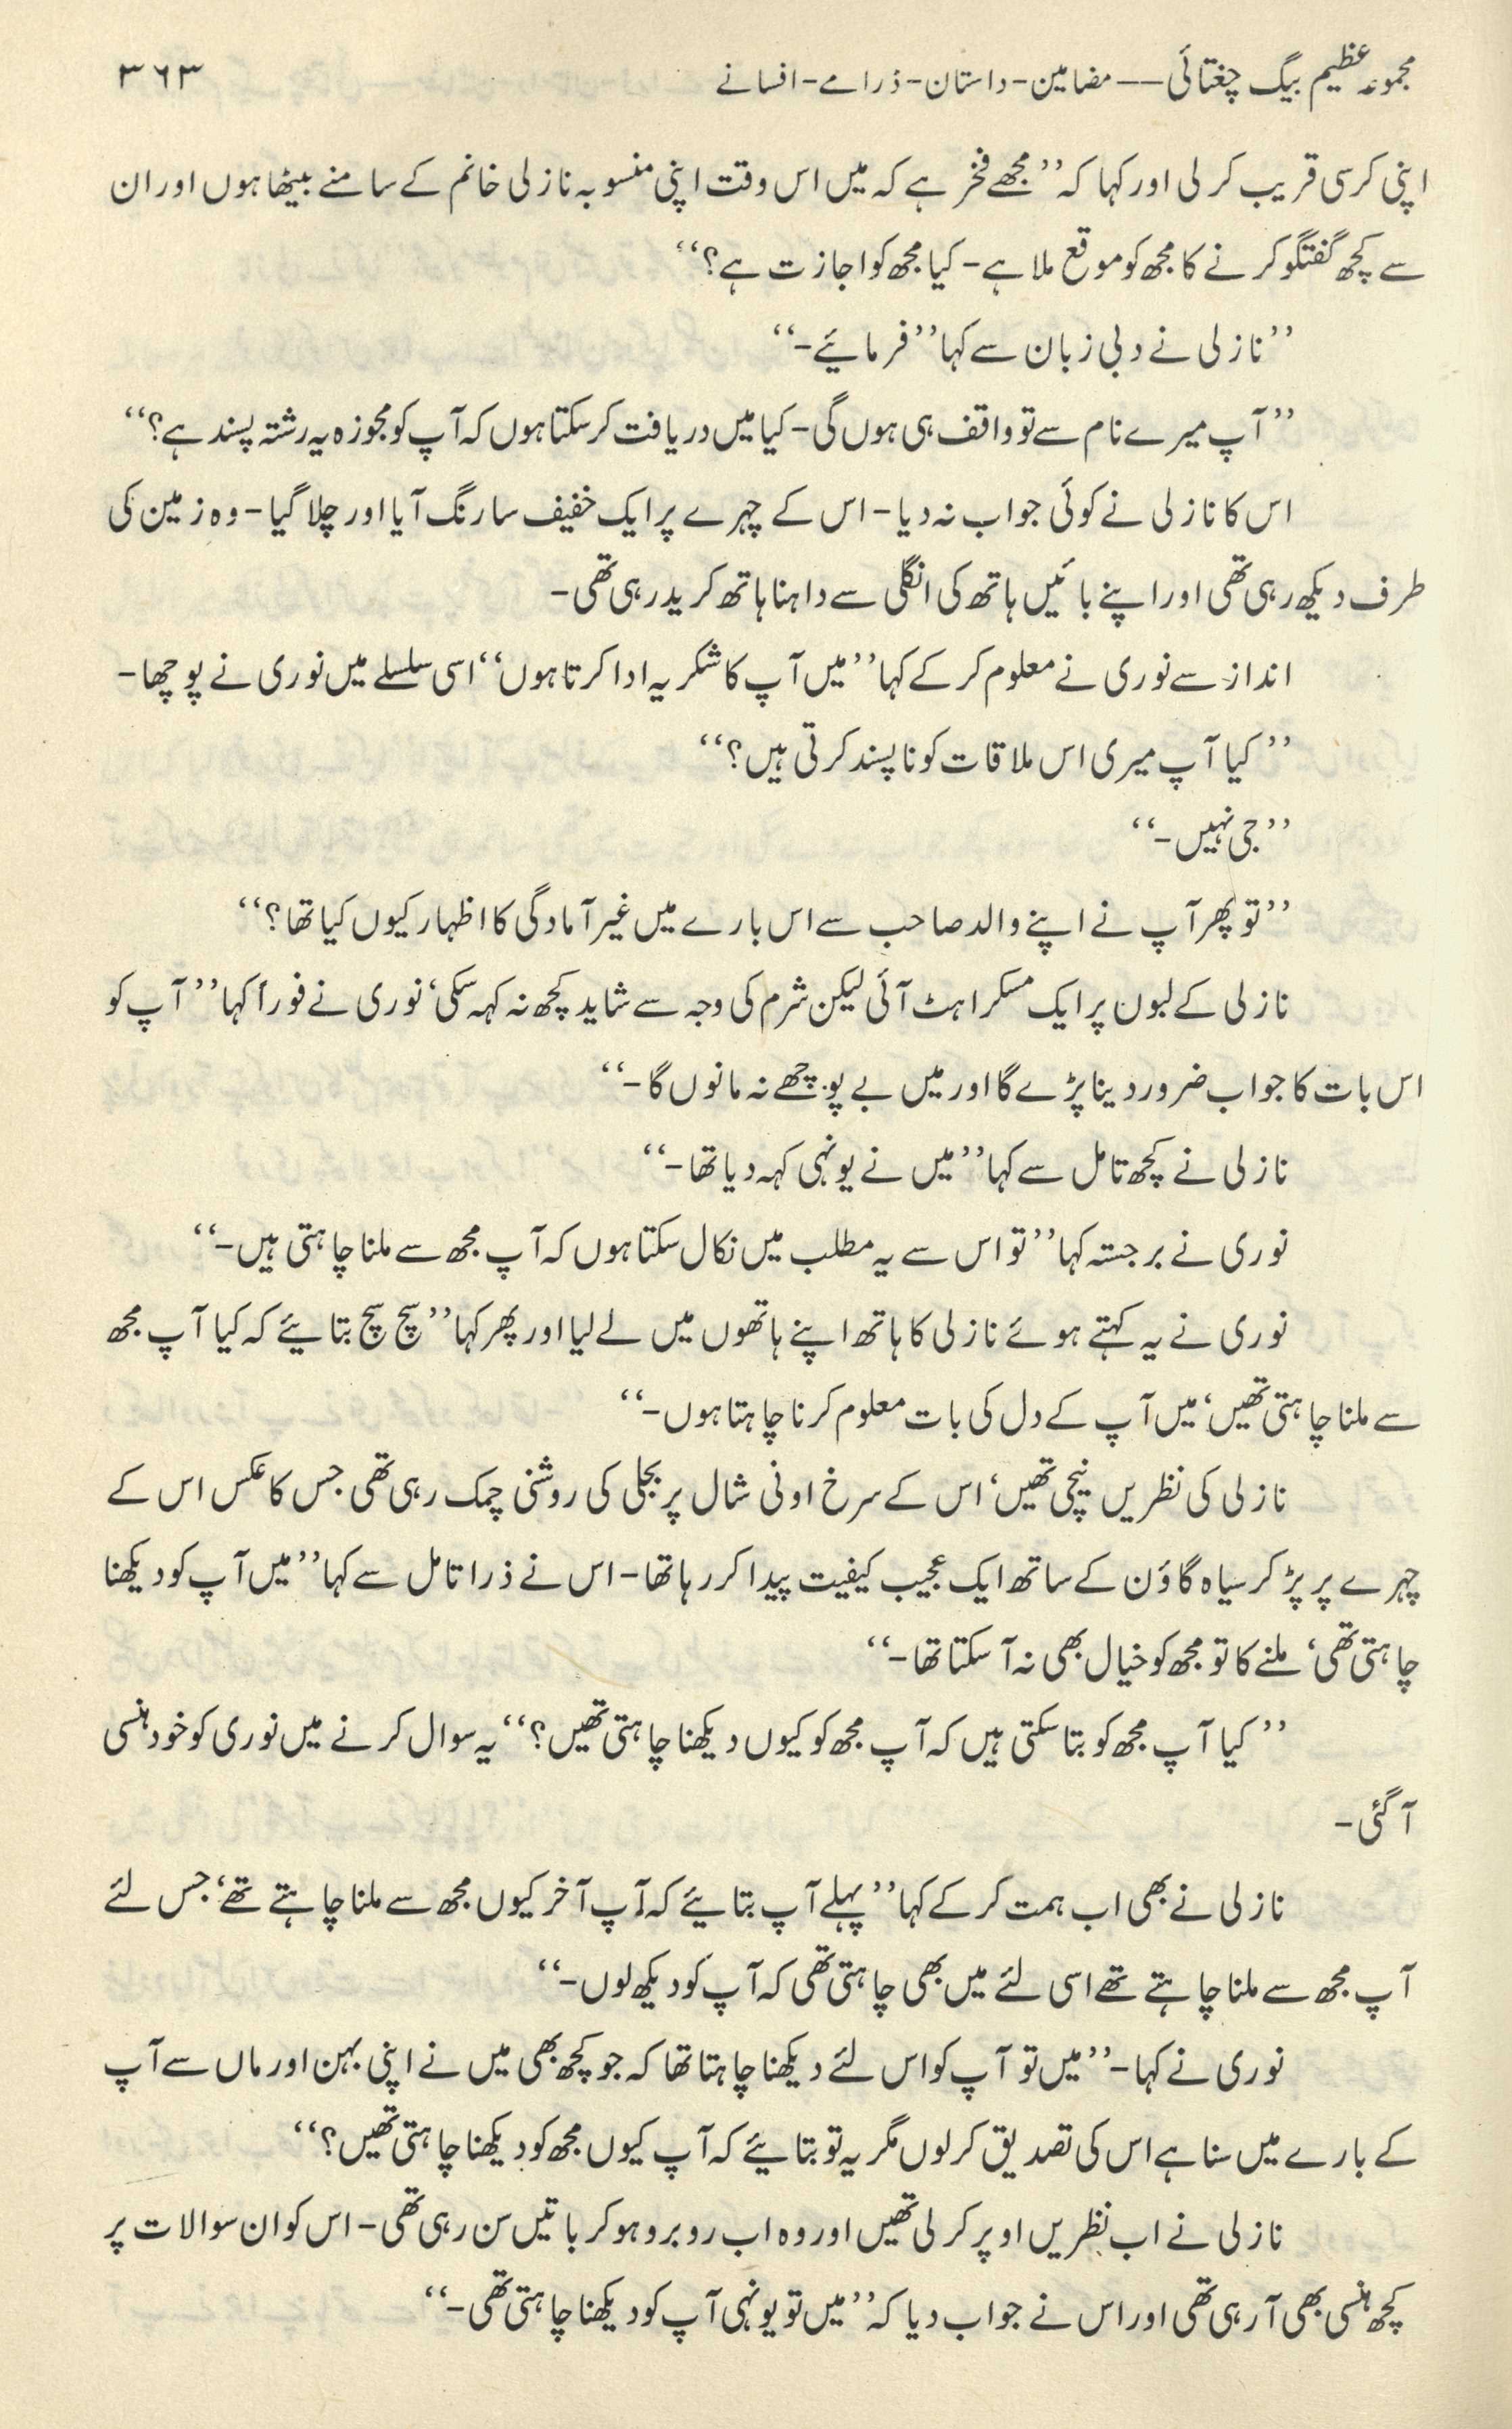 مجموعہ عظیم بیگ چغتائی — مضامین - داستان - ڈرامے - افسانے ۳۶۳
اپنی کرسی قریب کر لی اور کہا کہ ’’مجھے فخر ہے کہ میں اس وقت اپنی منسوبہ نازلی خانم کے سامنے بیٹھا ہوں اور ان
سے کچھ گفتگو کرنے کا مجھ کو موقع ملا ہے - کیا مجھ کو اجازت ہے؟‘‘
’’نازلی نے دبی زبان سے کہا ’’فرمائیے -‘‘
’’آپ میرے نام سے تو واقف ہی ہوں گی - کیا میں دریافت کر سکتا ہوں کہ آپ کو مجوزہ یہ رشتہ پسند ہے؟‘‘
اس کا نازلی نے کوئی جواب نہ دیا - اس کے چہرے پر ایک خفیف سا رنگ آیا اور چلا گیا - وہ زمین کی
طرف دیکھ رہی تھی اور اپنے بائیں ہاتھ کی انگلی سے داہنا ہاتھ کرید رہی تھی -
انداز سے نوری نے معلوم کر کے کہا ’’میں آپ کا شکریہ ادا کرتا ہوں‘‘ اسی سلسلے میں نوری نے پوچھا -
’’کیا آپ میری اس ملاقات کو ناپسند کرتی ہیں؟‘‘
’’جی نہیں -‘‘
’’تو پھر آپ نے اپنے والد صاحب سے اس بارے میں غیر آمادگی کا اظہار کیوں کیا تھا؟‘‘
نازلی کے لبوں پر ایک مسکراہٹ آئی لیکن شرم کی وجہ سے شاید کچھ نہ کہہ سکی‘ نوری نے فوراً کہا ’’آپ کو
اس بات کا جواب ضرور دینا پڑے گا اور میں بے پوچھے نہ مانوں گا -‘‘
نازلی نے کچھ تامل سے کہا ’’میں نے یونہی کہہ دیا تھا -‘‘
نوری نے برجستہ کہا ’’تو اس سے یہ مطلب میں نکال سکتا ہوں کہ آپ مجھ سے ملنا چاہتی ہیں -‘‘
نوری نے یہ کہتے ہوئے نازلی کا ہاتھ اپنے ہاتھوں میں لے لیا اور پھر کہا ’’سچ سچ بتائیے کہ کیا آپ مجھ
سے ملنا چاہتی تھیں‘ میں آپ کے دل کی بات معلوم کرنا چاہتا ہوں -‘‘
نازلی کی نظریں نیچی تھیں‘ اس کے سرخ اونی شال پر بجلی کی روشنی چمک رہی تھی جس کا عکس اس کے
چہرے پر پڑ کر سیاہ گاؤن کے ساتھ ایک عجیب کیفیت پیدا کر رہا تھا - اس نے ذرا تامل سے کہا ’’میں آپ کو دیکھنا
چاہتی تھی‘ ملنے کا تو مجھ کو خیال بھی نہ آ سکتا تھا -‘‘
’’کیا آپ مجھ کو بتا سکتی ہیں کہ آپ مجھ کو کیوں دیکھنا چاہتی تھیں؟‘‘ یہ سوال کرنے میں نوری کو خود ہنسی
آ گئی -
نازلی نے بھی اب ہمت کر کے کہا ’’پہلے آپ بتائیے کہ آپ آخر کیوں مجھ سے ملنا چاہتے تھے‘ جس لئے
آپ مجھ سے ملنا چاہتے تھے اسی لئے میں بھی چاہتی تھی کہ آپ کو دیکھ لوں -‘‘
نوری نے کہا - ’’میں تو آپ کو اس لئے دیکھنا چاہتا تھا کہ جو کچھ بھی میں نے اپنی بہن اور ماں سے آپ
کے بارے میں سنا ہے اس کی تصدیق کر لوں مگر یہ تو بتائیے کہ آپ کیوں مجھ کو دیکھنا چاہتی تھیں؟‘‘
نازلی نے اب نظریں اوپر کر لی تھیں اور وہ اب روبرو ہو کر باتیں سن رہی تھی - اس کو ان سوالات پر
کچھ ہنسی بھی آ رہی تھی اور اس نے جواب دیا کہ ’’میں تو یونہی آپ کو دیکھنا چاہتی تھی -‘‘